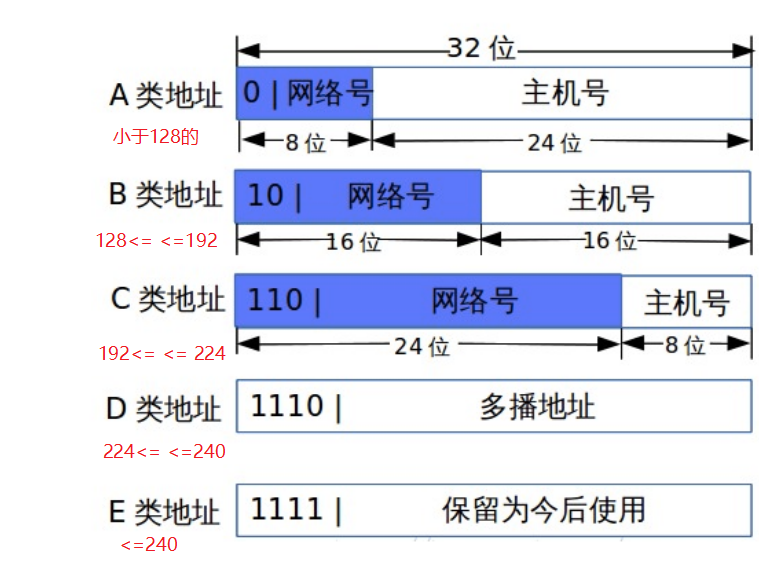 32 位
A 类地址 0 | 网络号 主机号
小于128的 8 位 24 位
B 类地址 10 | 网络号 主机号
128<= <=192 16 位 16 位
C 类地址 110 | 网络号 主机号
192<= <= 224 24 位 8 位
D 类地址 1110 | 多播地址
224<= <=240
E 类地址 1111 | 保留为今后使用
<=240